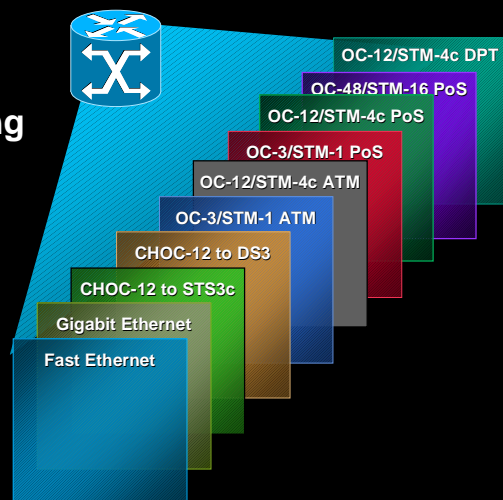 OC-12/STM-4c DPT
OC-48/STM-16 PoS
OC-12/STM-4c PoS
OC-3/STM-1 PoS
OC-12/STM-4c ATM
OC-3/STM-1 ATM
CHOC-12 to DS3
CHOC-12 to STS3c
Gigabit Ethernet
Fast Ethernet